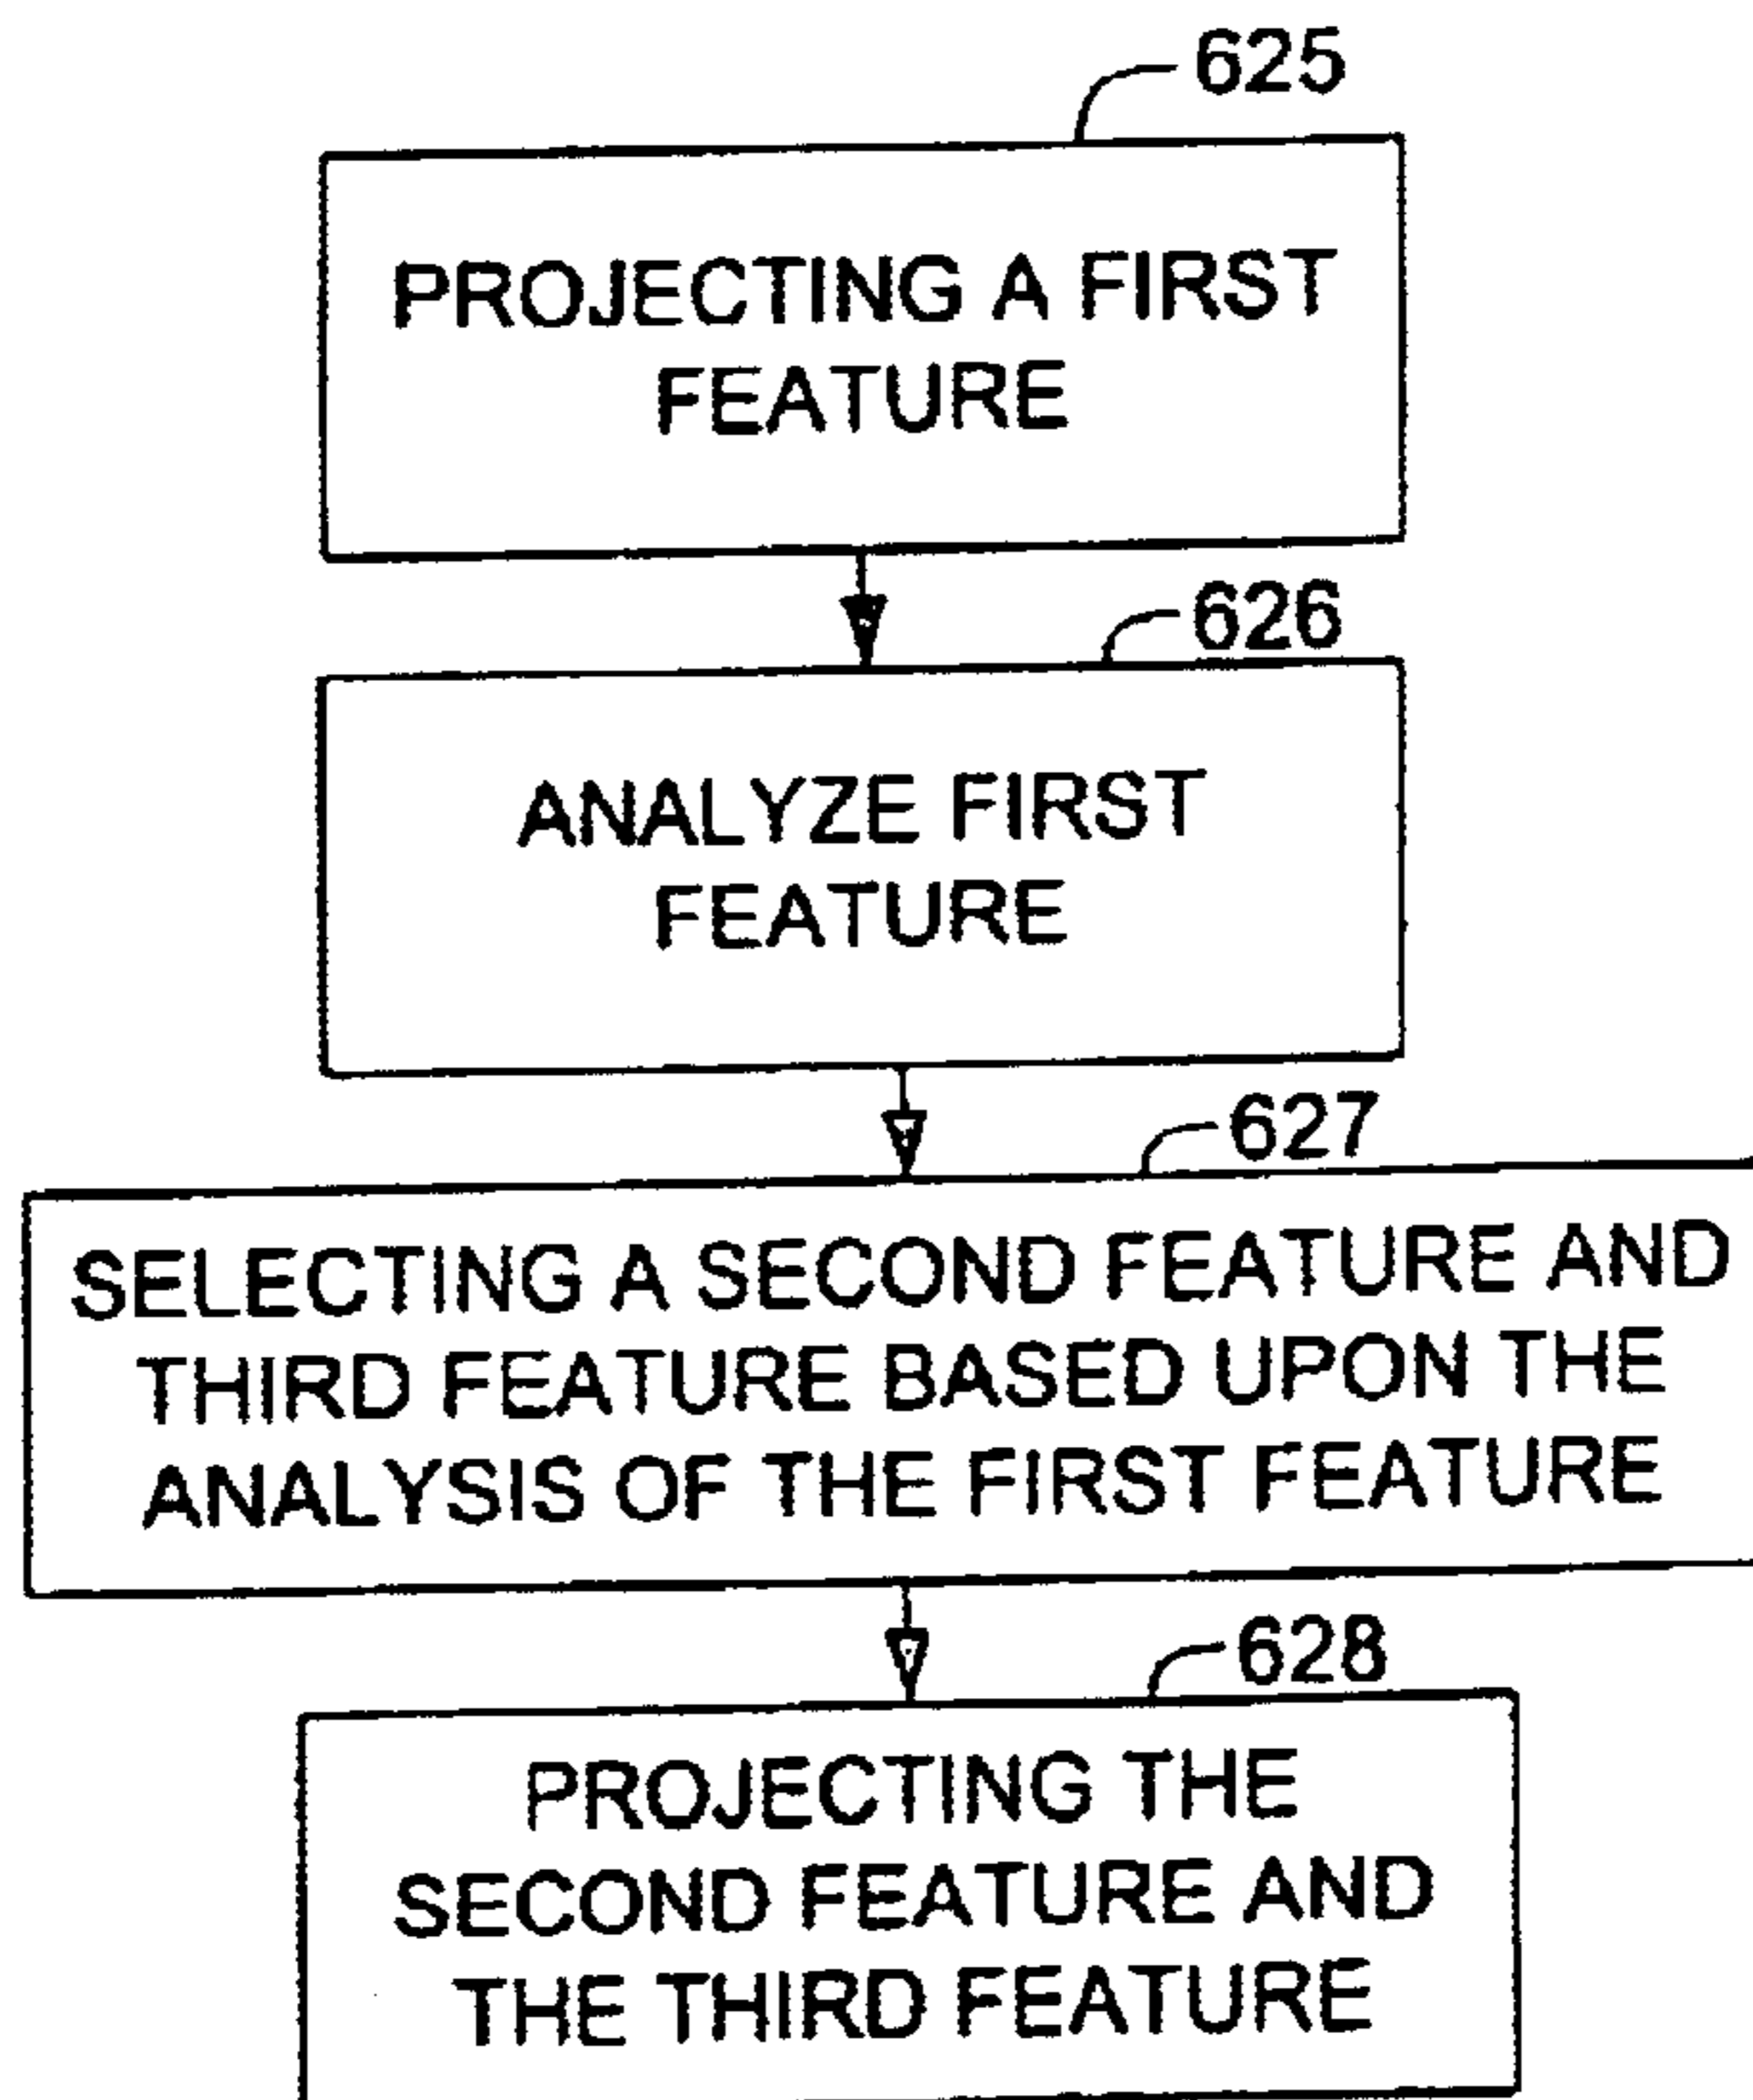 625
PROJECTING A FIRST
FEATURE
626
ANALYZE FIRST
FEATURE
627
SELECTING A SECOND FEATURE AND
THIRD FEATURE BASED UPON THE
ANALYSIS OF THE FIRST FEATURE
628
PROJECTING THE
SECOND FEATURE AND
THE THIRD FEATURE